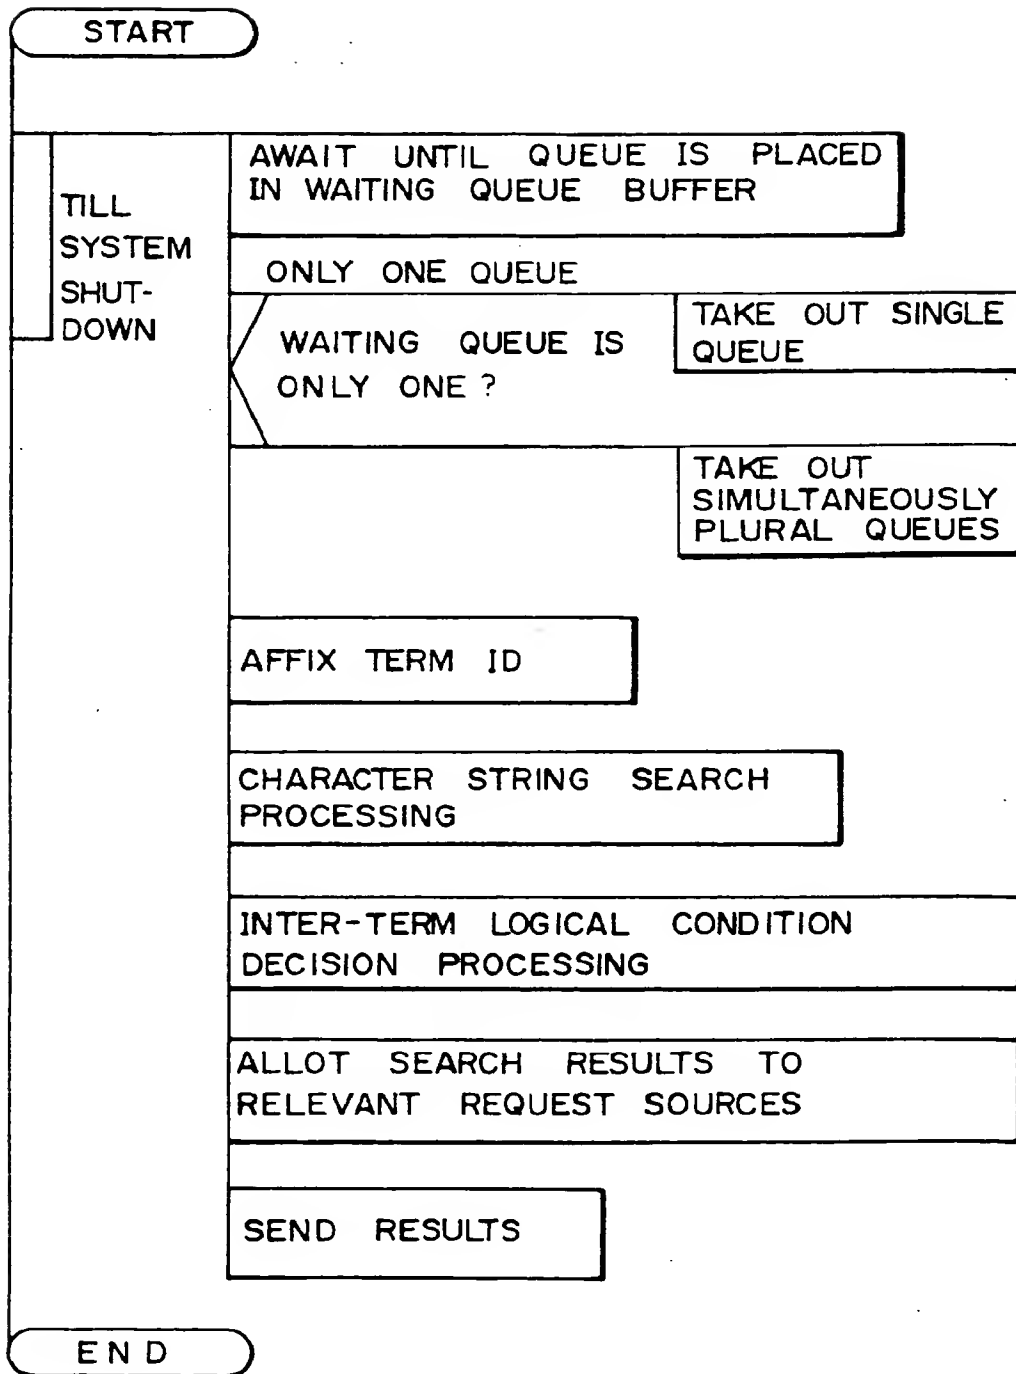 START
TILL
SYSTEM
SHUT-
DOWN
AWAIT UNTIL QUEUE IS PLACED
IN WAITING QUEUE BUFFER
ONLY ONE QUEUE
WAITING QUEUE IS
ONLY ONE ?
TAKE OUT SINGLE
QUEUE
TAKE OUT
SIMULTANEOUSLY
PLURAL QUEUES
AFFIX TERM ID
CHARACTER STRING SEARCH
PROCESSING
INTER-TERM LOGICAL CONDITION
DECISION PROCESSING
ALLOT SEARCH RESULTS TO
RELEVANT REQUEST SOURCES
SEND RESULTS
END